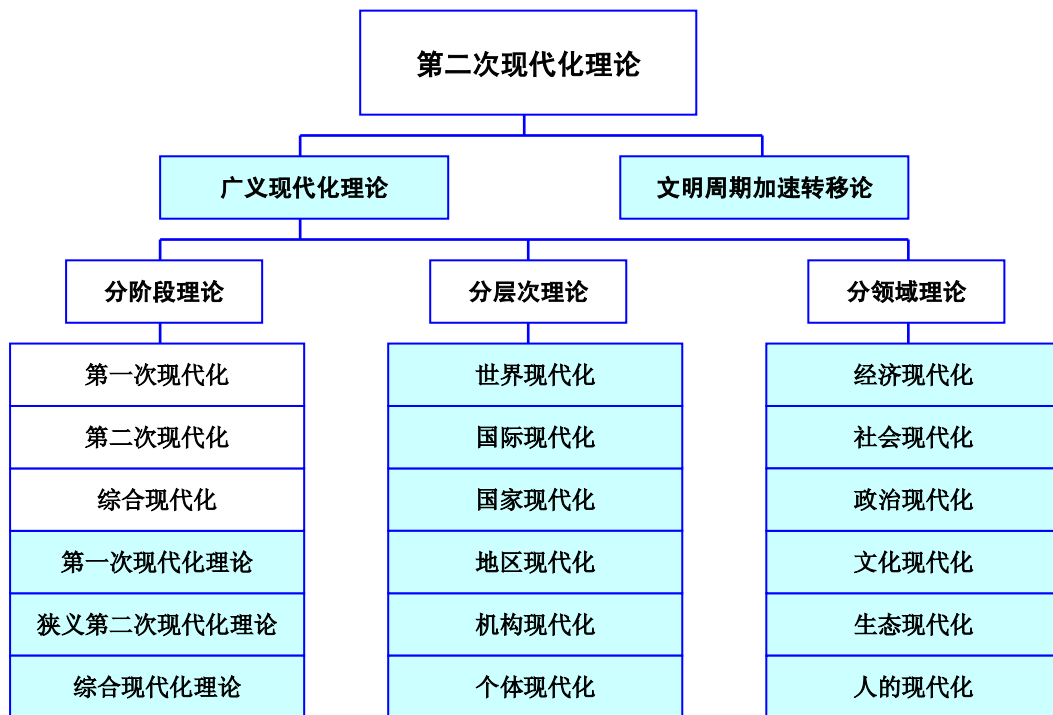 第二次现代化理论
广义现代化理论
文明周期加速转移论
分阶段理论
分层次理论
分领域理论
第一次现代化
第二次现代化
综合现代化
第一次现代化理论
狭义第二次现代化理论
综合现代化理论
世界现代化
国际现代化
国家现代化
地区现代化
机构现代化
个体现代化
经济现代化
社会现代化
政治现代化
文化现代化
生态现代化
人的现代化